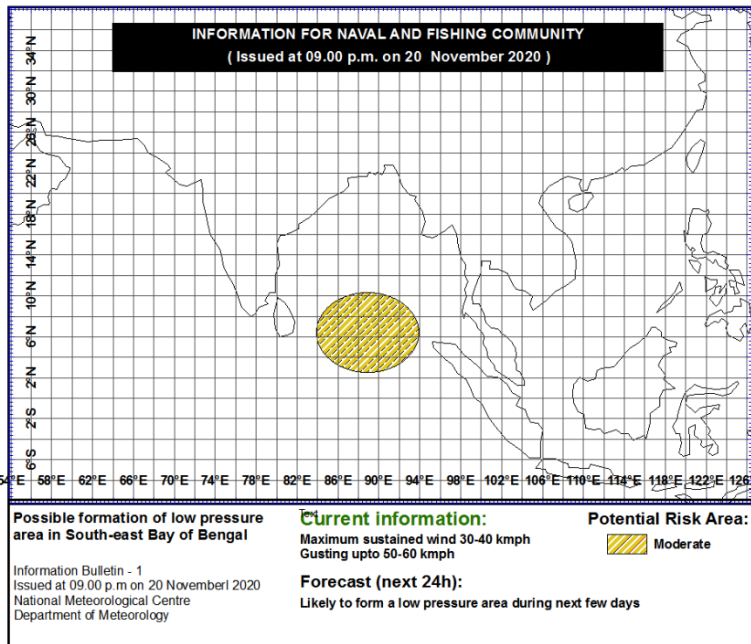 INFORMATION FOR NAVAL AND FISHING COMMUNITY
( Issued at 09.00 p.m. on 20 November 2020 )
34°N
30°N
26°N
22°N
18°N
14°N
10°N
6°N
2°N
2°S
6°S
54°E 58°E 62°E 66°E 70°E 74°E 78°E 82°E 86°E 90°E 94°E 98°E 102°E 106°E 110°E 114°E 118°E 122°E 126°
Possible formation of low pressure
area in South-east Bay of Bengal
Information Bulletin - 1
Issued at 09.00 p.m on 20 Novemberl 2020
National Meteorological Centre
Department of Meteorology
Text
Current information:
Maximum sustained wind 30-40 kmph
Gusting upto 50-60 kmph
Forecast (next 24h):
Likely to form a low pressure area during next few days
Potential Risk Area:
Moderate